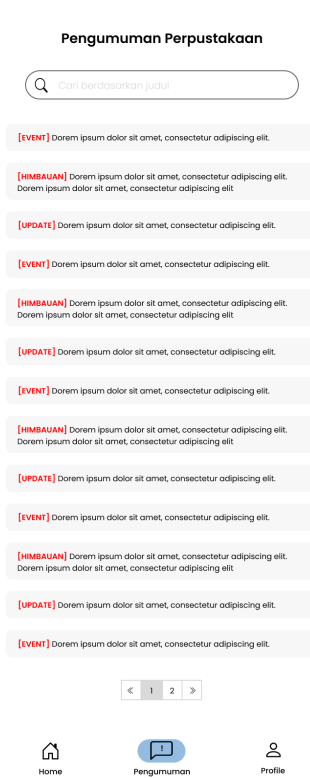 Pengumuman Perpustakaan
Cari berdasarkan judul
[EVENT] Dorem ipsum dolor sit amet, consectetur adipiscing elit.
[HIMBAUAN] Dorem ipsum dolor sit amet, consectetur adipiscing elit.
Dorem ipsum dolor sit amet, consectetur adipiscing elit
[UPDATE] Dorem ipsum dolor sit amet, consectetur adipiscing elit.
[EVENT] Dorem ipsum dolor sit amet, consectetur adipiscing elit.
[HIMBAUAN] Dorem ipsum dolor sit amet, consectetur adipiscing elit.
Dorem ipsum dolor sit amet, consectetur adipiscing elit
[UPDATE] Dorem ipsum dolor sit amet, consectetur adipiscing elit.
[EVENT] Dorem ipsum dolor sit amet, consectetur adipiscing elit.
[HIMBAUAN] Dorem ipsum dolor sit amet, consectetur adipiscing elit.
Dorem ipsum dolor sit amet, consectetur adipiscing elit
[UPDATE] Dorem ipsum dolor sit amet, consectetur adipiscing elit.
[EVENT] Dorem ipsum dolor sit amet, consectetur adipiscing elit.
[HIMBAUAN] Dorem ipsum dolor sit amet, consectetur adipiscing elit.
Dorem ipsum dolor sit amet, consectetur adipiscing elit
[UPDATE] Dorem ipsum dolor sit amet, consectetur adipiscing elit.
[EVENT] Dorem ipsum dolor sit amet, consectetur adipiscing elit.
« 1 2 »
Home Pengumuman Profile